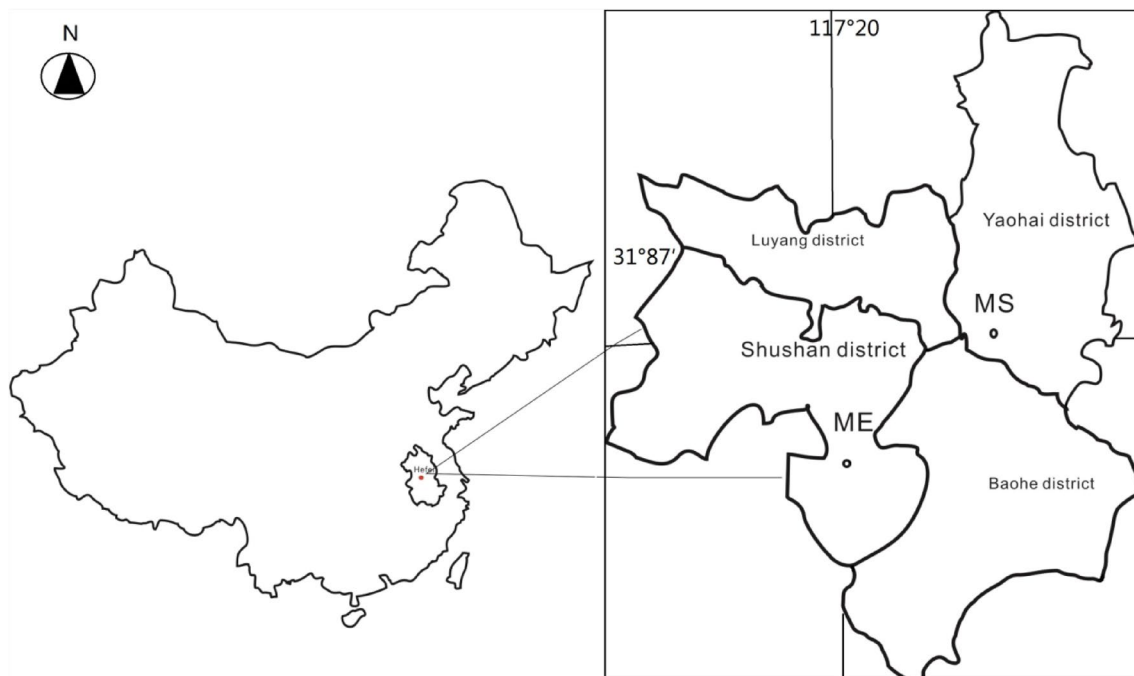 N
Hefei
117°20
Yaohai district
Luyang district
31°87′
MS
Shushan district
ME
Baohe district